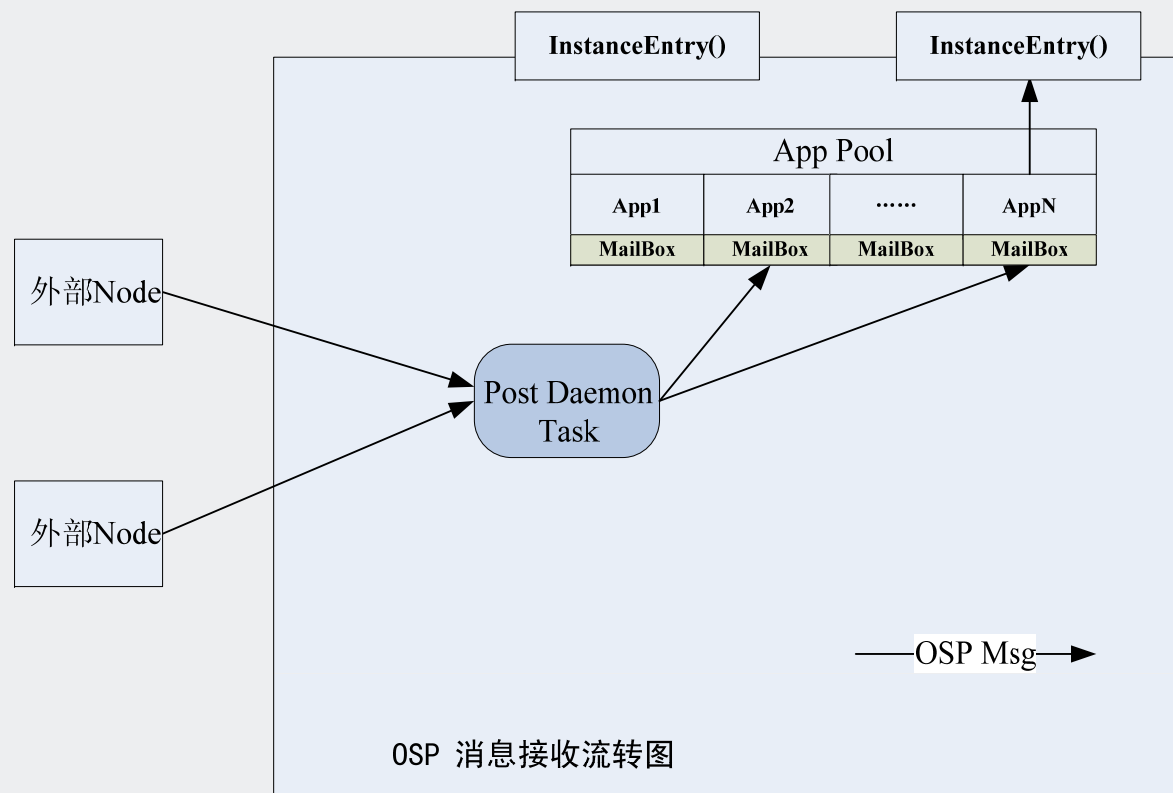 InstanceEntry()
InstanceEntry()
App Pool
App1
App2
······
AppN
MailBox
MailBox
MailBox
MailBox
外部Node
外部Node
Post Daemon
Task
OSP Msg
OSP 消息接收流转图